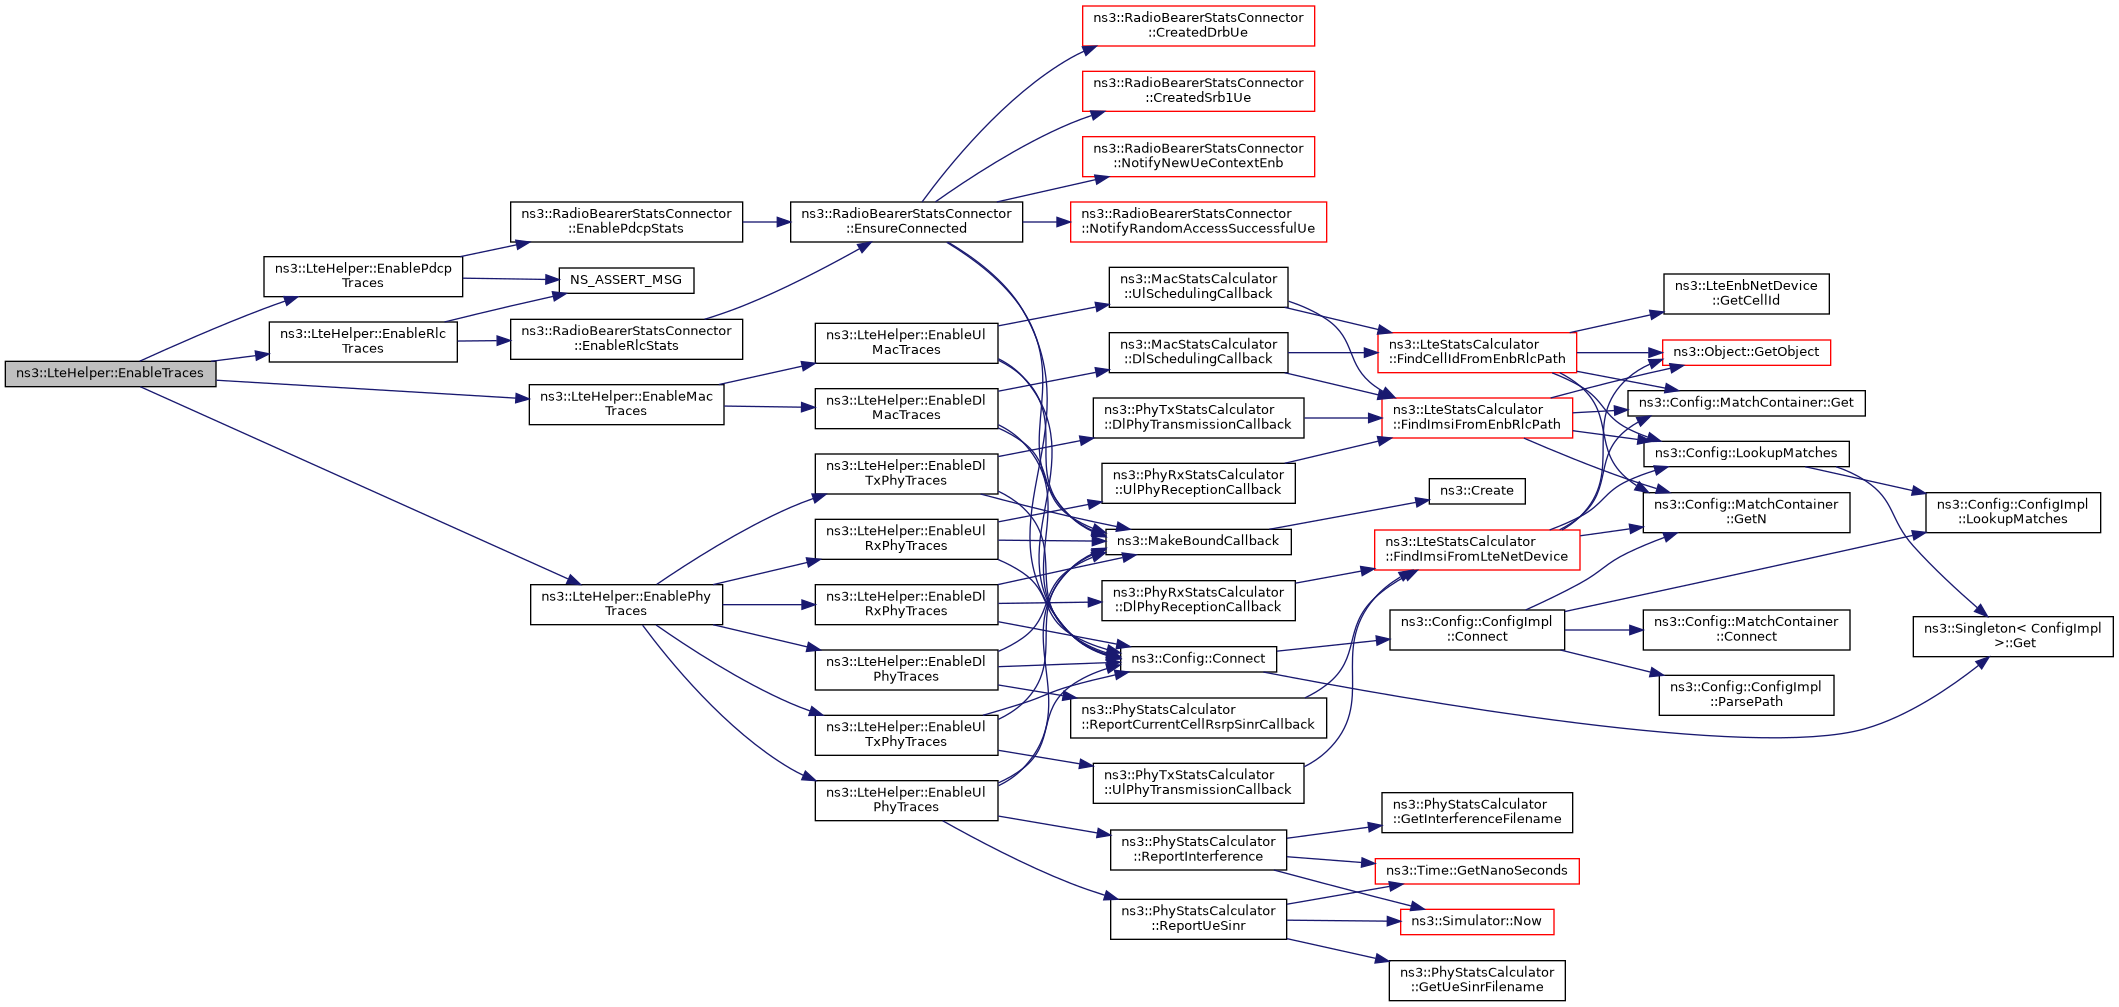 ns3::LteHelper::EnableTraces
ns3::LteHelper::EnablePdcp
Traces
ns3::LteHelper::EnableRlc
Traces
ns3::LteHelper::EnableMac
Traces
ns3::LteHelper::EnablePhy
Traces
ns3::RadioBearerStatsConnector
::EnablePdcpStats
NS_ASSERT_MSG
ns3::RadioBearerStatsConnector
::EnableRlcStats
ns3::RadioBearerStatsConnector
::EnsureConnected
ns3::LteHelper::EnableUl
MacTraces
ns3::LteHelper::EnableDl
MacTraces
ns3::LteHelper::EnableDl
TxPhyTraces
ns3::LteHelper::EnableUl
RxPhyTraces
ns3::LteHelper::EnableDl
RxPhyTraces
ns3::LteHelper::EnableDl
PhyTraces
ns3::LteHelper::EnableUl
TxPhyTraces
ns3::LteHelper::EnableUl
PhyTraces
ns3::RadioBearerStatsConnector
::CreatedDrbUe
ns3::RadioBearerStatsConnector
::CreatedSrb1Ue
ns3::RadioBearerStatsConnector
::NotifyNewUeContextEnb
ns3::RadioBearerStatsConnector
::NotifyRandomAccessSuccessfulUe
ns3::MacStatsCalculator
::UlSchedulingCallback
ns3::MacStatsCalculator
::DlSchedulingCallback
ns3::PhyTxStatsCalculator
::DlPhyTransmissionCallback
ns3::PhyRxStatsCalculator
::UlPhyReceptionCallback
ns3::MakeBoundCallback
ns3::PhyRxStatsCalculator
::DlPhyReceptionCallback
ns3::Config::Connect
ns3::PhyStatsCalculator
::ReportCurrentCellRsrpSinrCallback
ns3::PhyTxStatsCalculator
::UlPhyTransmissionCallback
ns3::PhyStatsCalculator
::ReportInterference
ns3::PhyStatsCalculator
::ReportUeSinr
ns3::LteStatsCalculator
::FindCellIdFromEnbRlcPath
ns3::LteStatsCalculator
::FindImsiFromEnbRlcPath
ns3::Create
ns3::LteStatsCalculator
::FindImsiFromLteNetDevice
ns3::Config::ConfigImpl
::Connect
ns3::PhyStatsCalculator
::GetInterferenceFilename
ns3::Time::GetNanoSeconds
ns3::Simulator::Now
ns3::PhyStatsCalculator
::GetUeSinrFilename
ns3::LteEnbNetDevice
::GetCellId
ns3::Object::GetObject
ns3::Config::MatchContainer::Get
ns3::Config::LookupMatches
ns3::Config::MatchContainer
::GetN
ns3::Config::MatchContainer
::Connect
ns3::Config::ConfigImpl
::ParsePath
ns3::Config::ConfigImpl
::LookupMatches
ns3::Singleton< ConfigImpl
>::Get